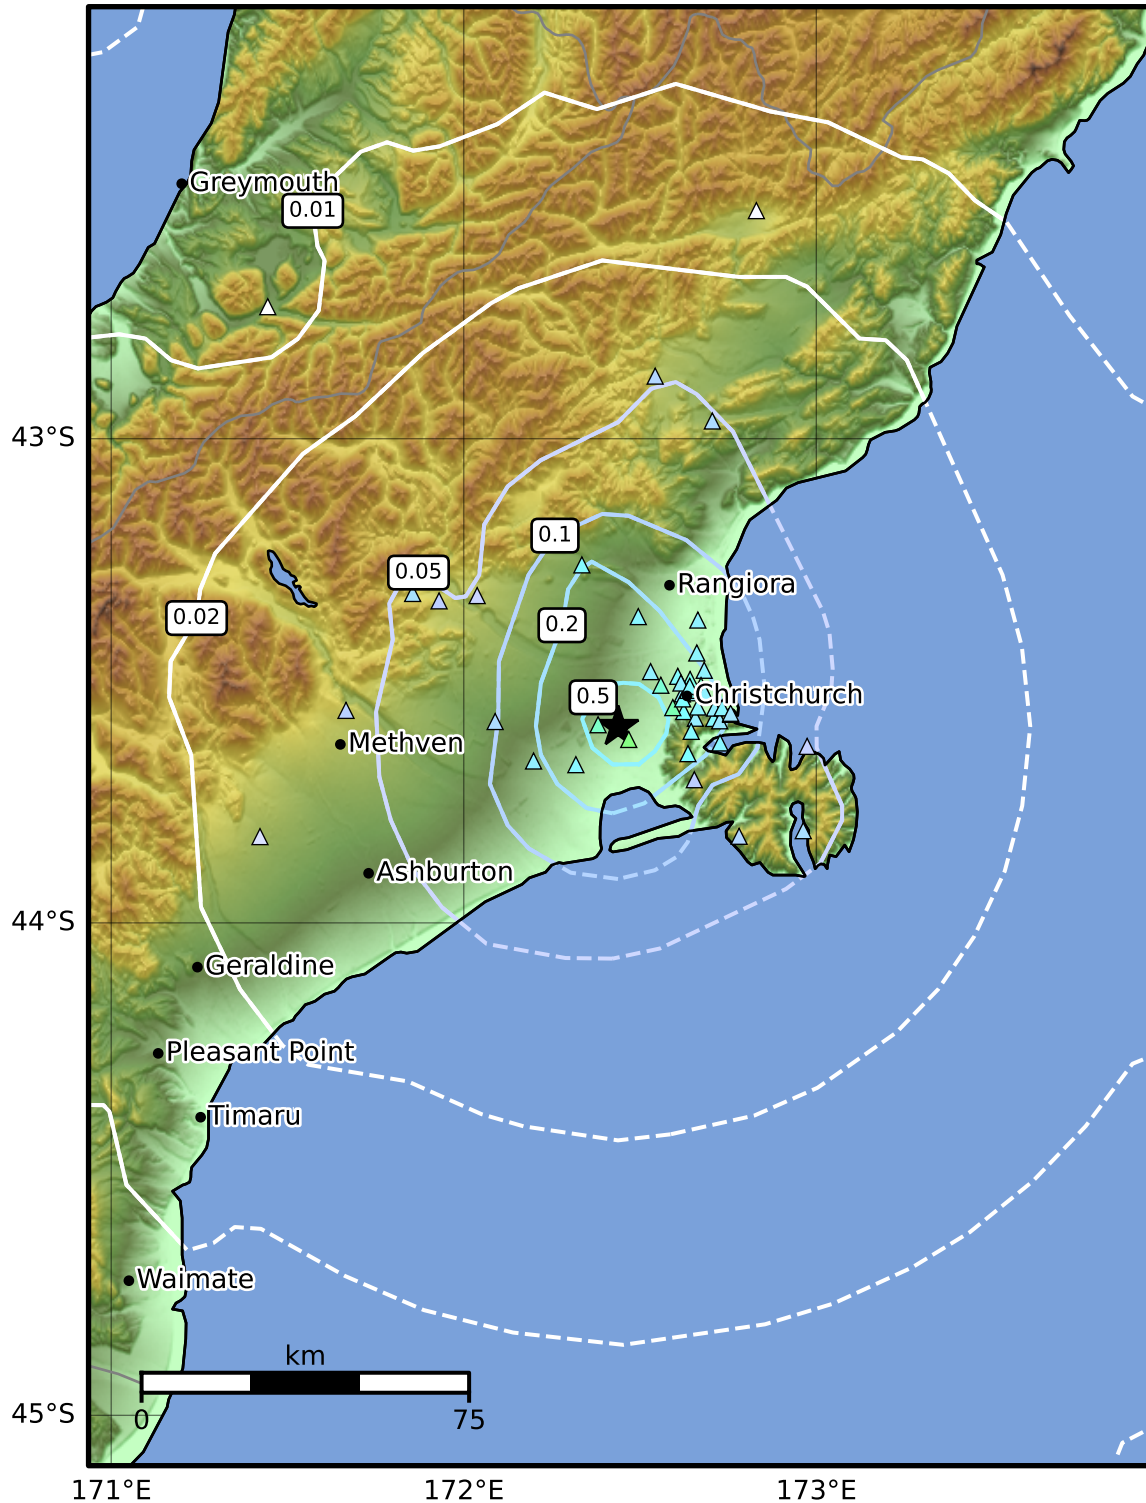 Greymouth
0.01
43°S
0.1
0.05
Rangiora
0.02
0.2
0.5
Christchurch
Methven
Ashburton
44°S
Geraldine
Pleasant Point
Timaru
Waimate
km
0 75
45°S
171°E 172°E 173°E